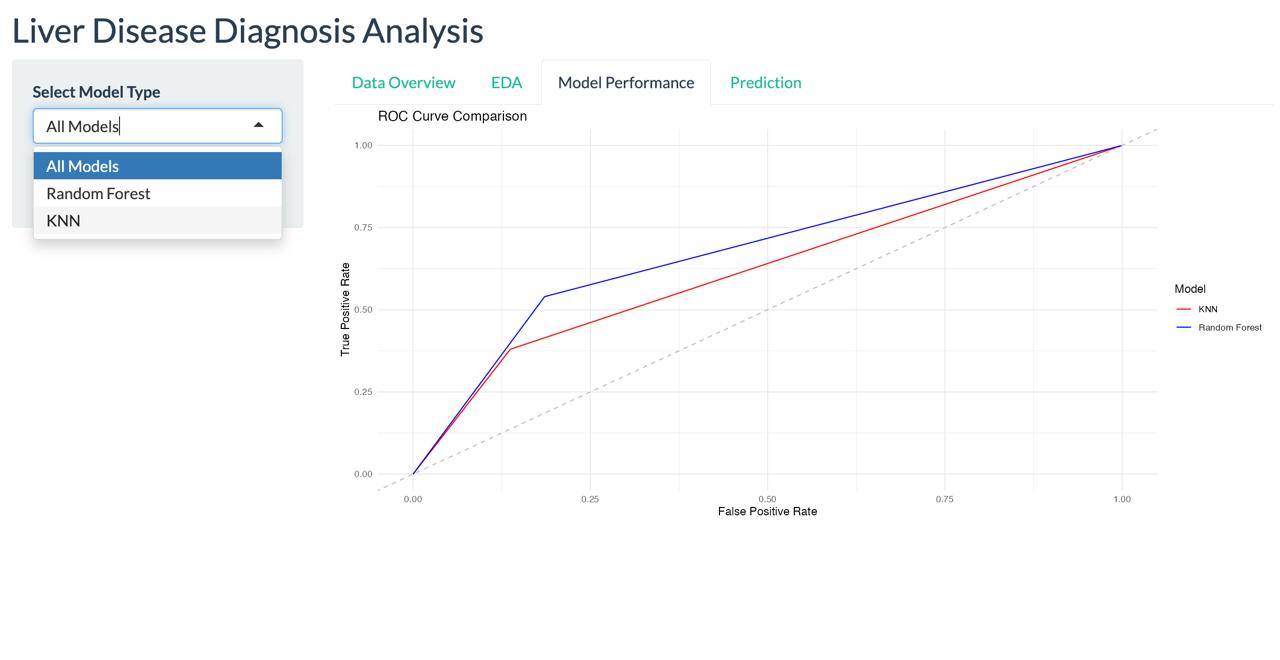 Liver Disease Diagnosis Analysis
Select Model Type
All Models
All Models
Random Forest
KNN
Data Overview
EDA
Model Performance
Prediction
ROC Curve Comparison
True Positive Rate
1.00
0.75
0.50
0.25
0.00
0.00 0.25 0.50 0.75 1.00
False Positive Rate
Model
KNN
Random Forest